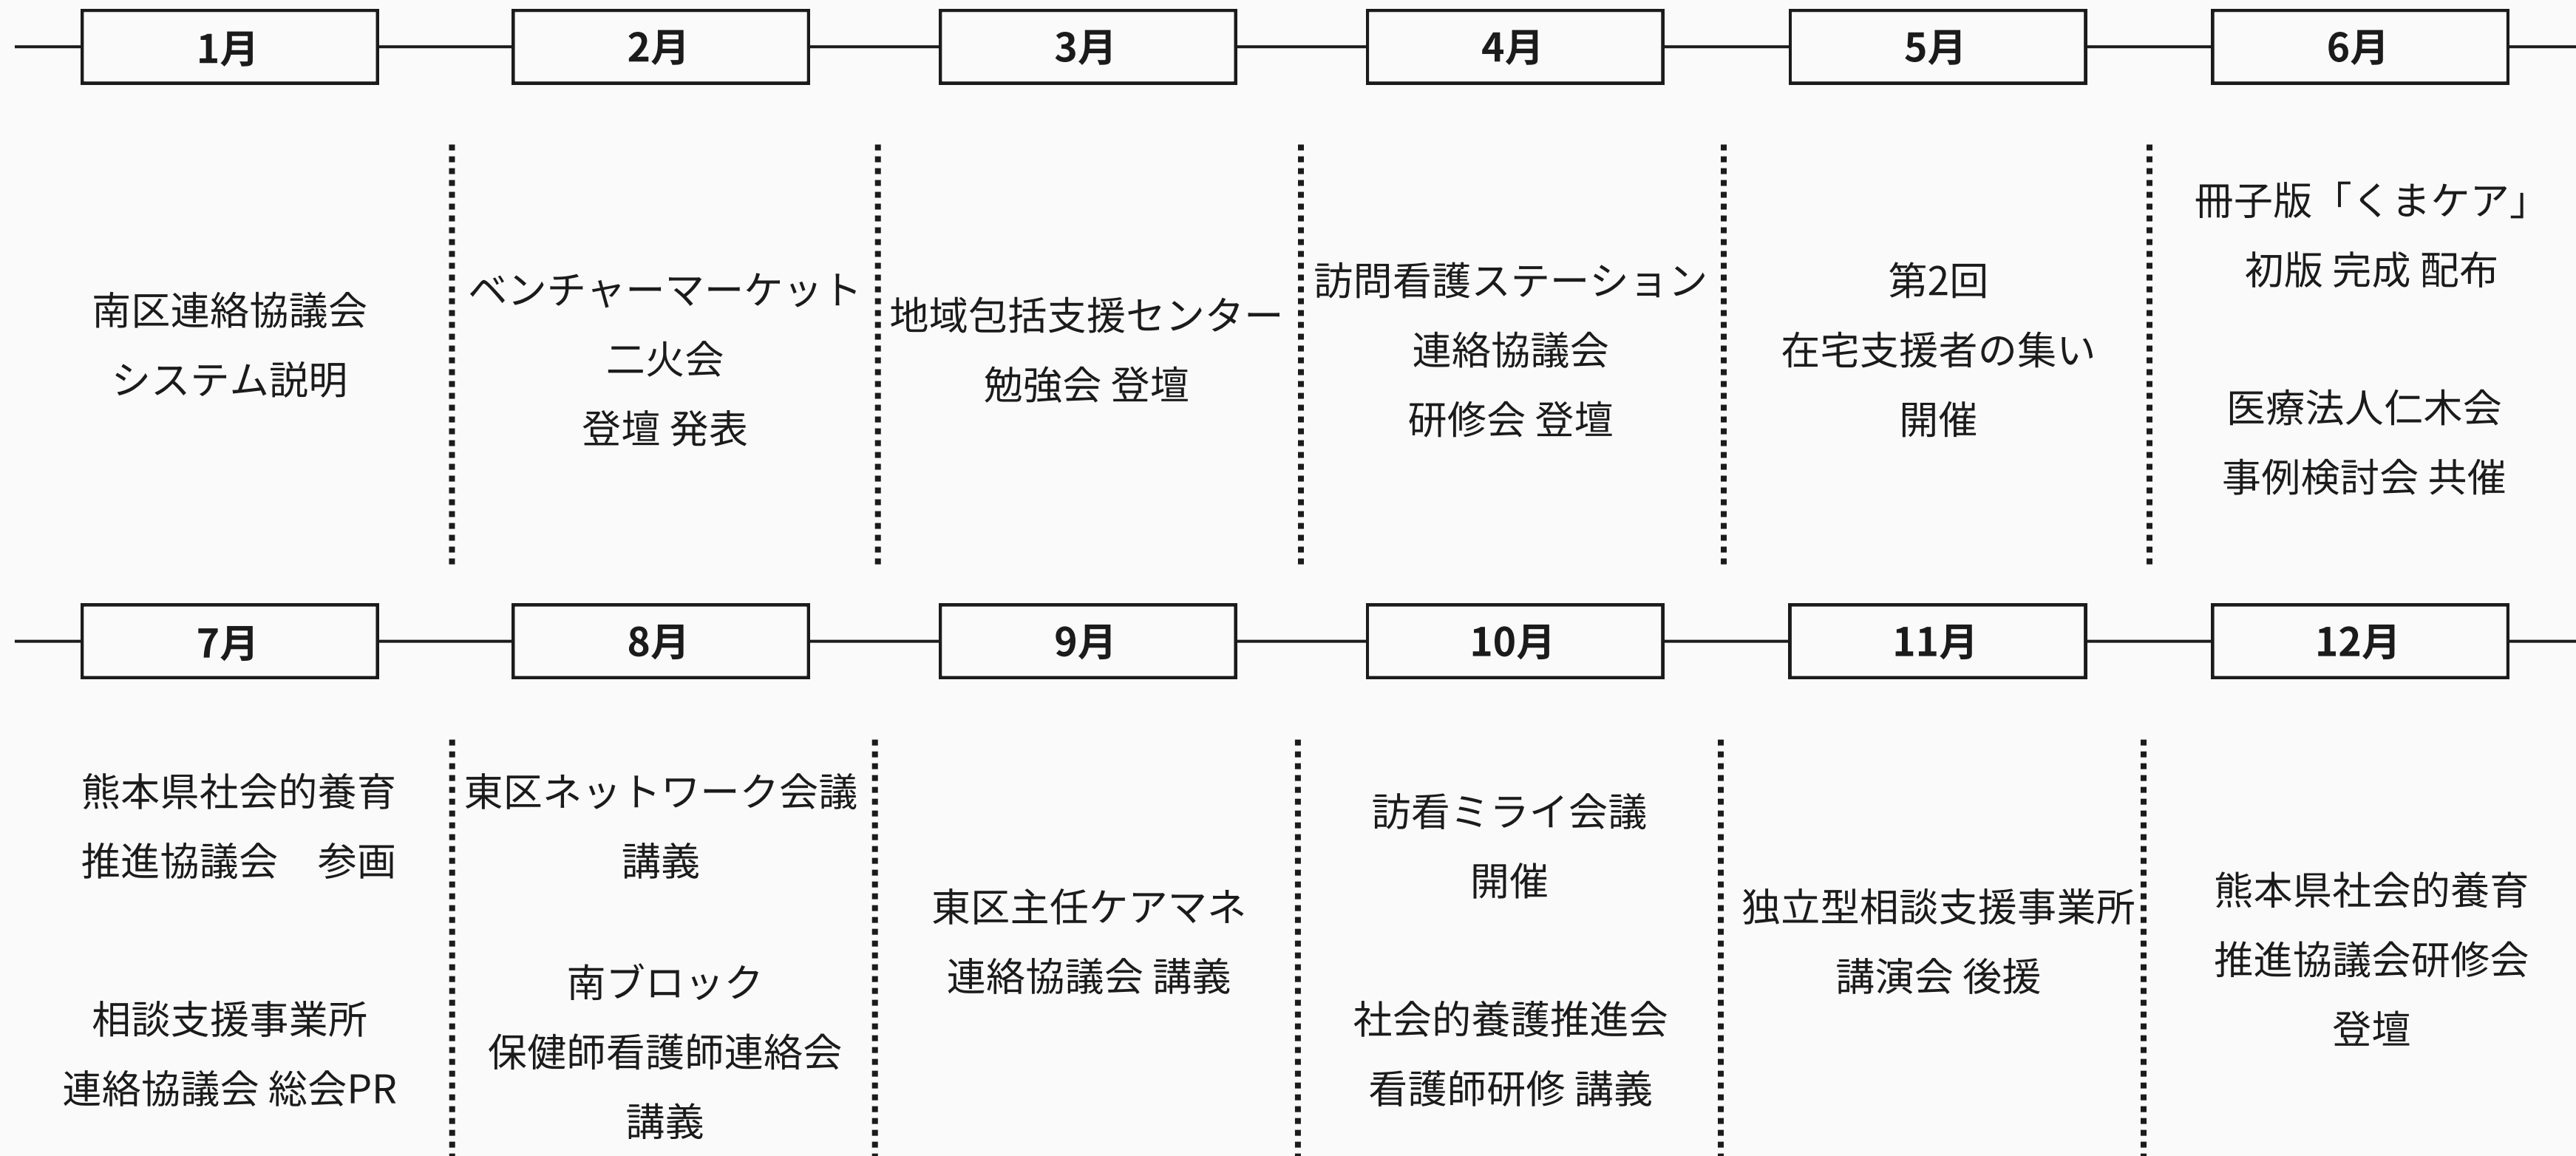 1月
2月
3月
4月
5月
6月
南区連絡協議会
システム説明
ベンチャーマーケット
二火会
登壇 発表
地域包括支援センター
勉強会 登壇
訪問看護ステーション
連絡協議会
研修会 登壇
第2回
在宅支援者の集い
開催
冊子版「くまケア」
初版 完成 配布
医療法人仁木会
事例検討会 共催
7月
8月
9月
10月
11月
12月
熊本県社会的養育
推進協議会　参画
相談支援事業所
連絡協議会 総会PR
東区ネットワーク会議
講義
南ブロック
保健師看護師連絡会
講義
東区主任ケアマネ
連絡協議会 講義
訪看ミライ会議
開催
社会的養護推進会
看護師研修 講義
独立型相談支援事業所
講演会 後援
熊本県社会的養育
推進協議会研修会
登壇